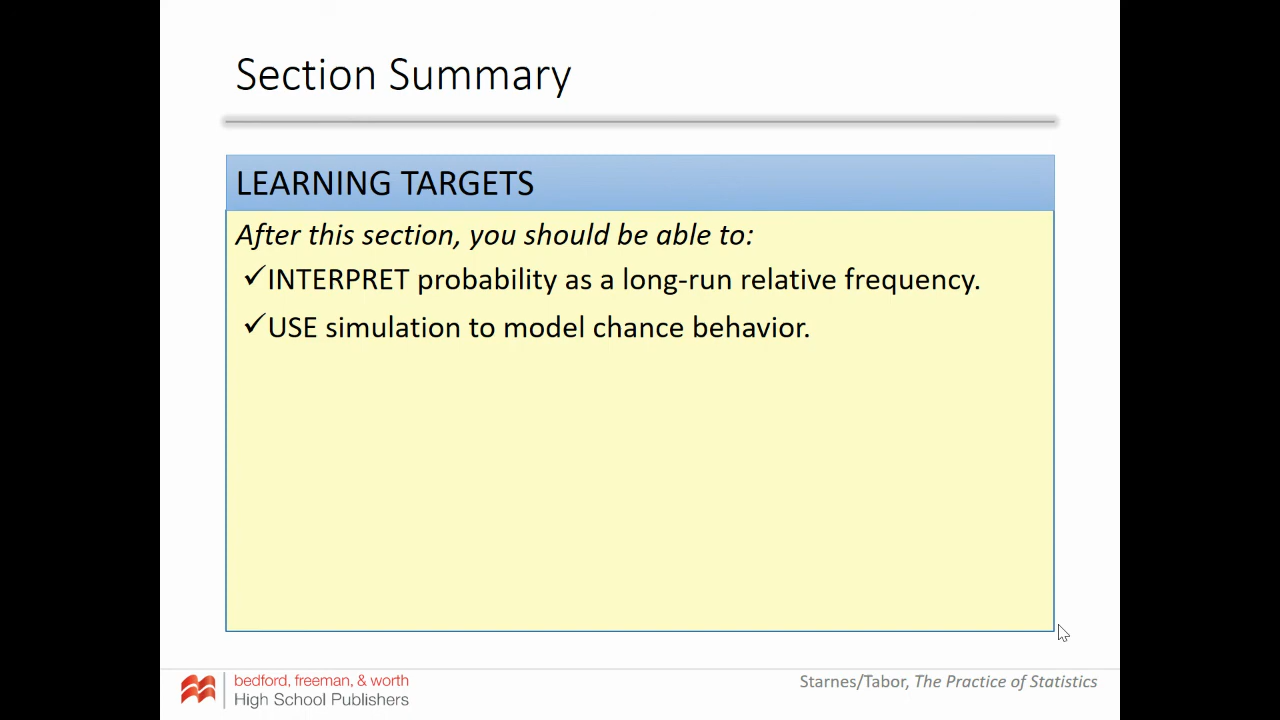 Section Summary
LEARNING TARGETS
After this section, you should be able to:
✓INTERPRET probability as a long-run relative frequency.
✓USE simulation to model chance behavior.
bedford, freeman, & worth
High School Publishers
Starnes/Tabor, The Practice of Statistics